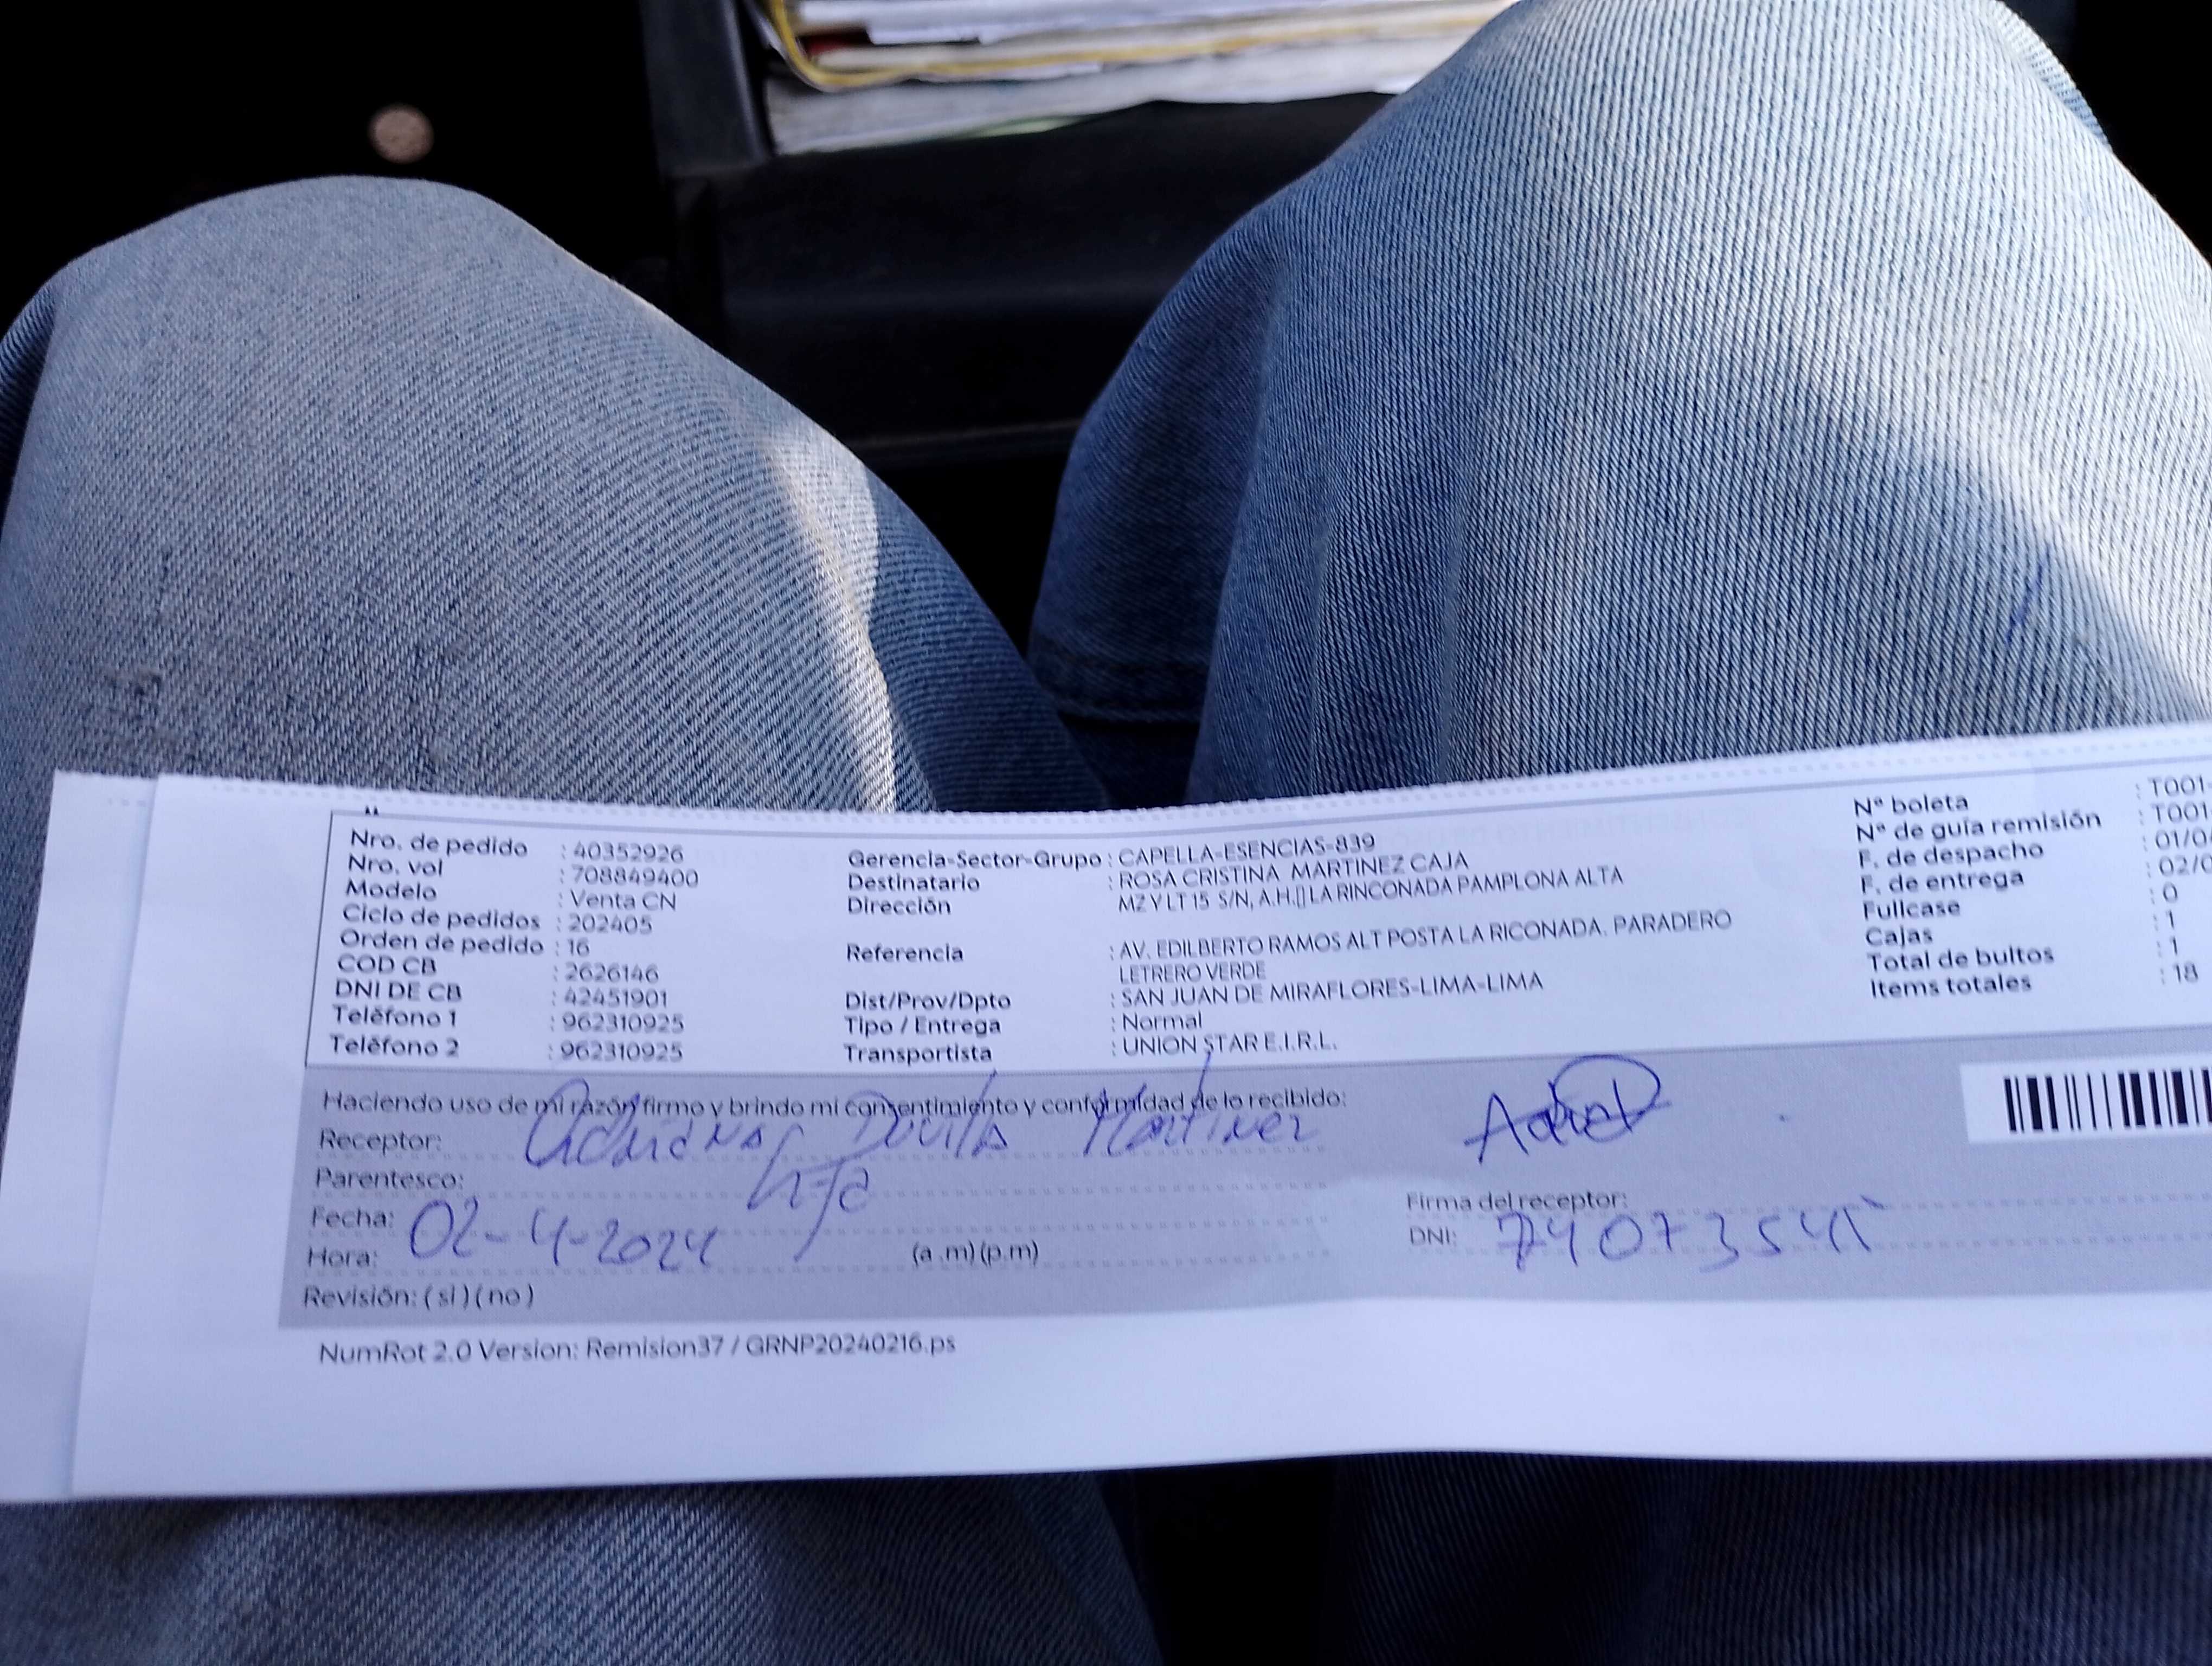 Nro. de pedido : 40352926
Nro. vol : 708849400
Modelo : Venta CN
Ciclo de pedidos : 202405
Orden de pedido : 16
COD CB : 2626146
DNI DE CB : 42451901
Teléfono 1 : 962310925
Teléfono 2 : 962310925
Gerencia-Sector-Grupo : CAPELLA-ESENCIAS-839
Destinatario : ROSA CRISTINA MARTINEZ CAJA
Dirección MZ Y LT 15 S/N, A.H.[] LA RINCONADA PAMPLONA ALTA
Referencia : AV. EDILBERTO RAMOS ALT POSTA LA RICONADA. PARADERO
LETRERO VERDE
Dist/Prov/Dpto : SAN JUAN DE MIRAFLORES-LIMA-LIMA
Tipo / Entrega : Normal
Transportista : UNION STAR E.I.R.L.
N° boleta : T001-
N° de guía remisión : T001
F. de despacho : 01/0
F. de entrega : 02/0
Fullcase : 0
Cajas : 1
Total de bultos : 1
Items totales : 18
Haciendo uso de mi razón firmo y brindo mi consentimiento y conformidad de lo recibido:
Receptor: Adriana Davila Martinez
Parentesco: hija
Fecha: 02-4-2024
Hora: (a .m) (p.m)
Revisión: ( si ) ( no )
Firma del receptor:
DNI: 74073545
NumRot 2.0 Version: Remision37 / GRNP20240216.ps